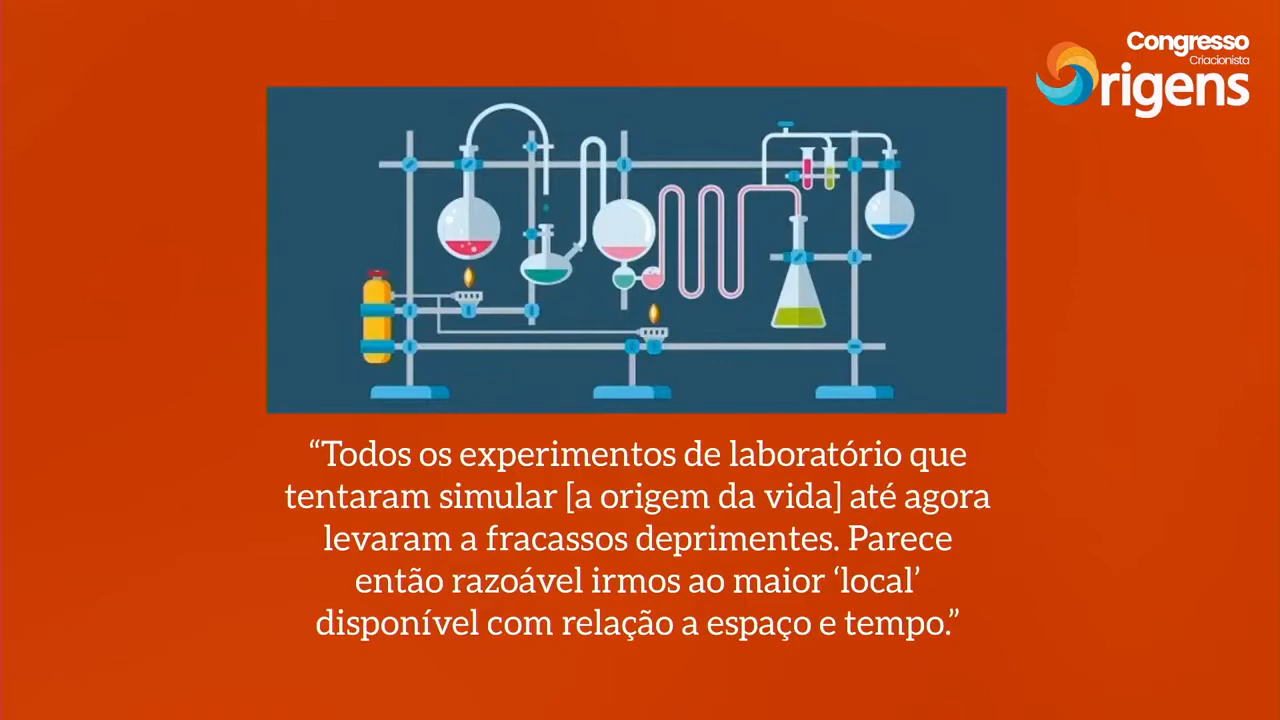 Congresso
Criacionista
Origens
“Todos os experimentos de laboratório que
tentaram simular [a origem da vida] até agora
levaram a fracassos deprimentes. Parece
então razoável irmos ao maior ‘local’
disponível com relação a espaço e tempo.”